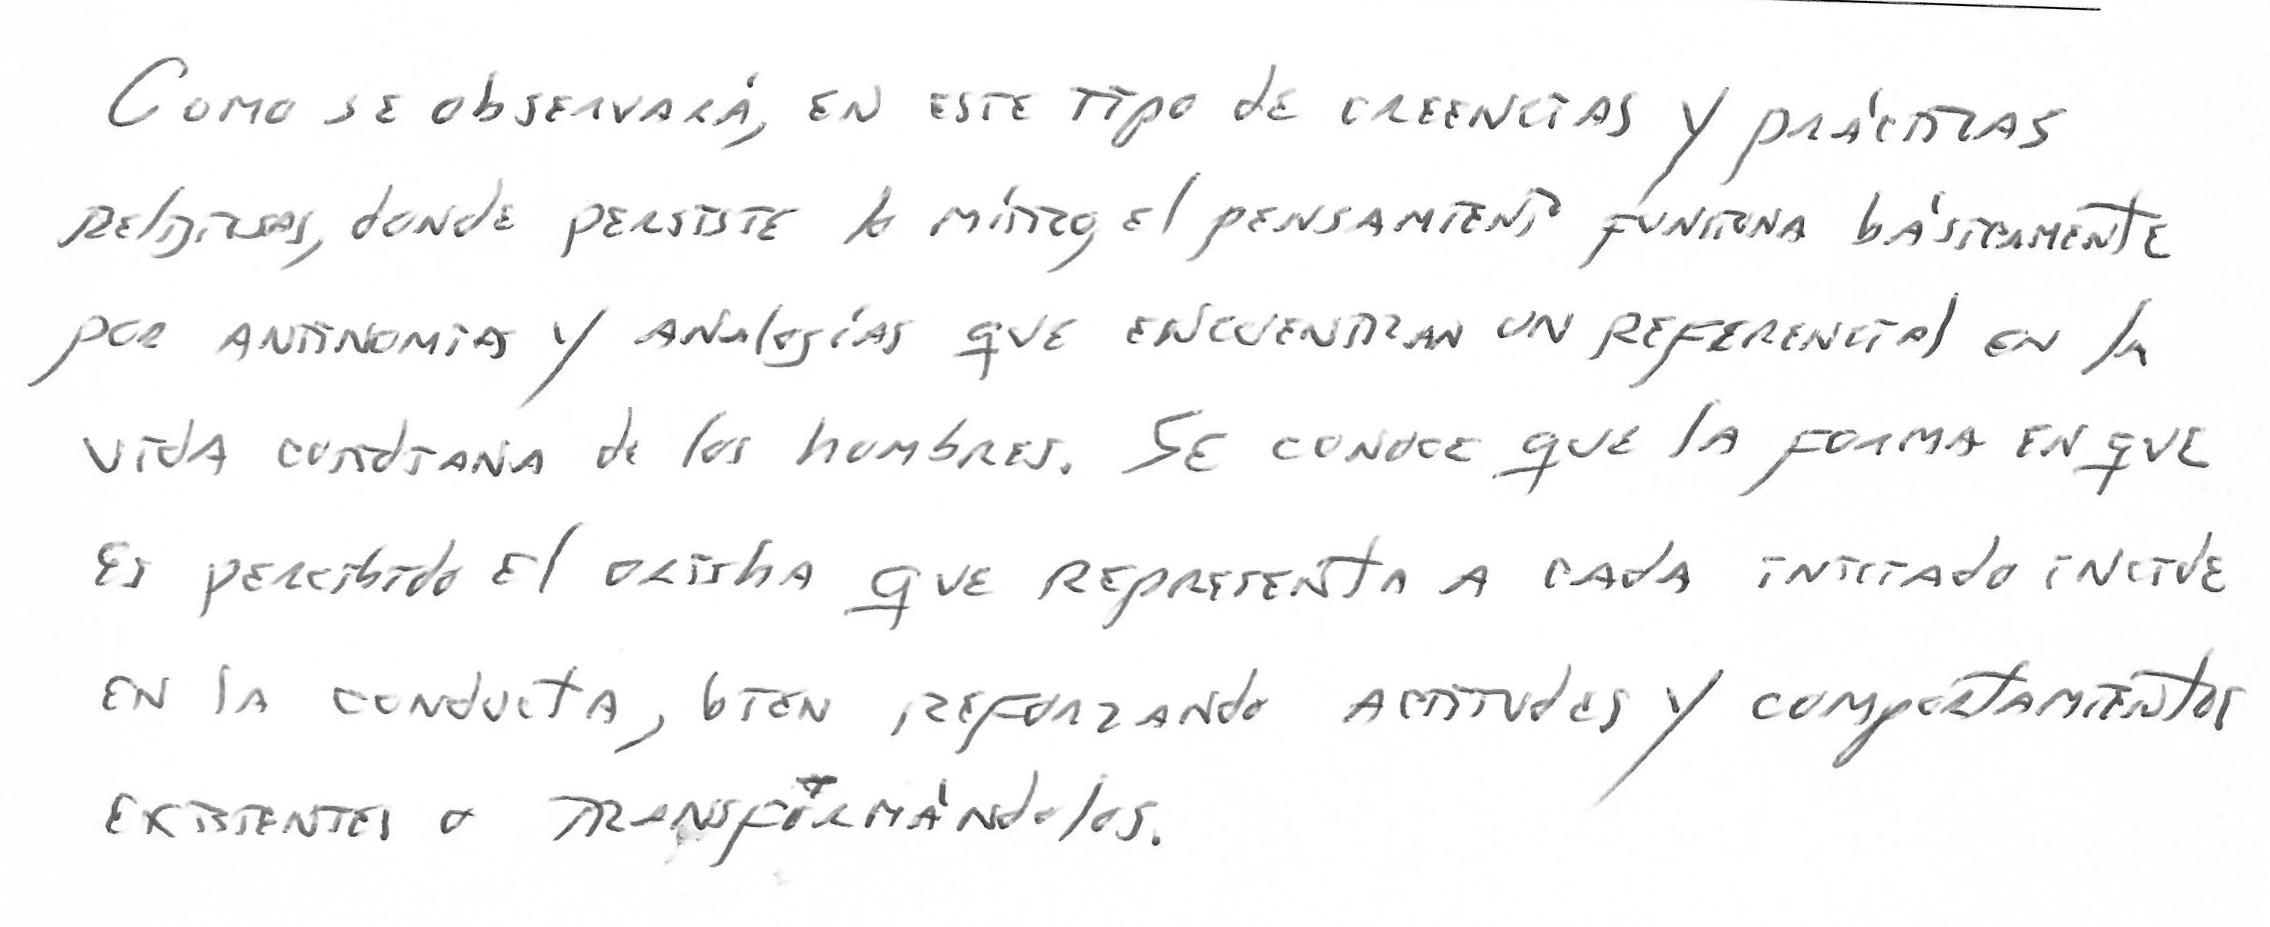 Como se observará, en este tipo de creencias y prácticas
religiosas, donde persiste lo mítico, el pensamiento funciona básicamente
por antinomias y analogías que encuentran un referencial en la
vida cotidiana de los hombres. Se conoce que la forma en que
es percibido el orisha que representa a cada iniciado incide
en la conducta, bien reforzando actitudes y comportamientos
existentes o transformándolos.